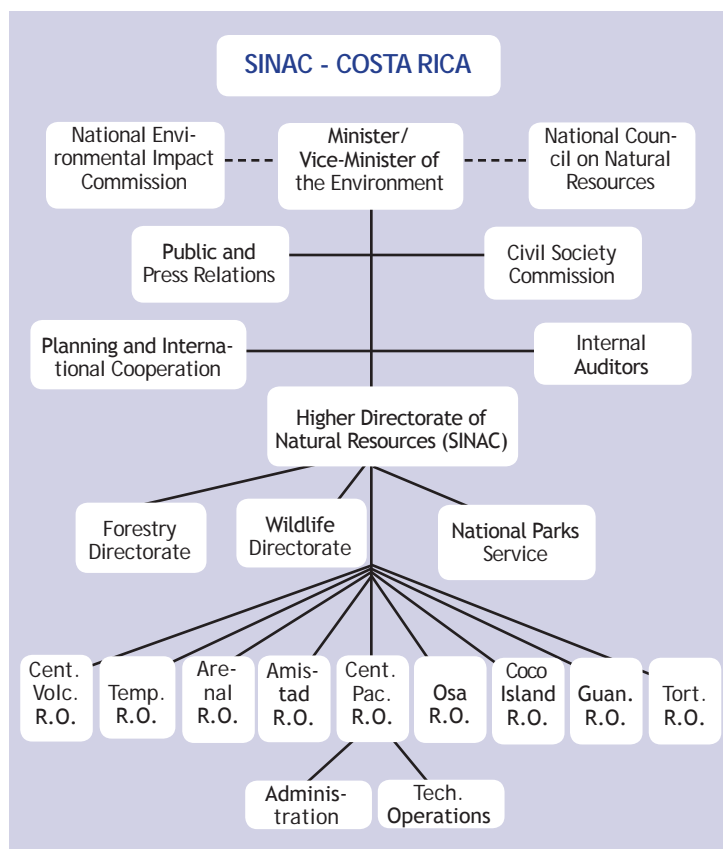 SINAC - COSTA RICA
National Envi-
ronmental Impact
Commission
Minister/
Vice-Minister of
the Environment
National Coun-
cil on Natural
Resources
Public and
Press Relations
Civil Society
Commission
Planning and Interna-
tional Cooperation
Internal
Auditors
Higher Directorate of
Natural Resources (SINAC)
Forestry
Directorate
Wildlife
Directorate
National Parks
Service
Cent.
Volc.
R.O.
Temp.
R.O.
Are-
nal
R.O.
Amis-
tad
R.O.
Cent.
Pac.
R.O.
Osa
R.O.
Coco
Island
R.O.
Guan.
R.O.
Tort.
R.O.
Adminis-
tration
Tech.
Operations